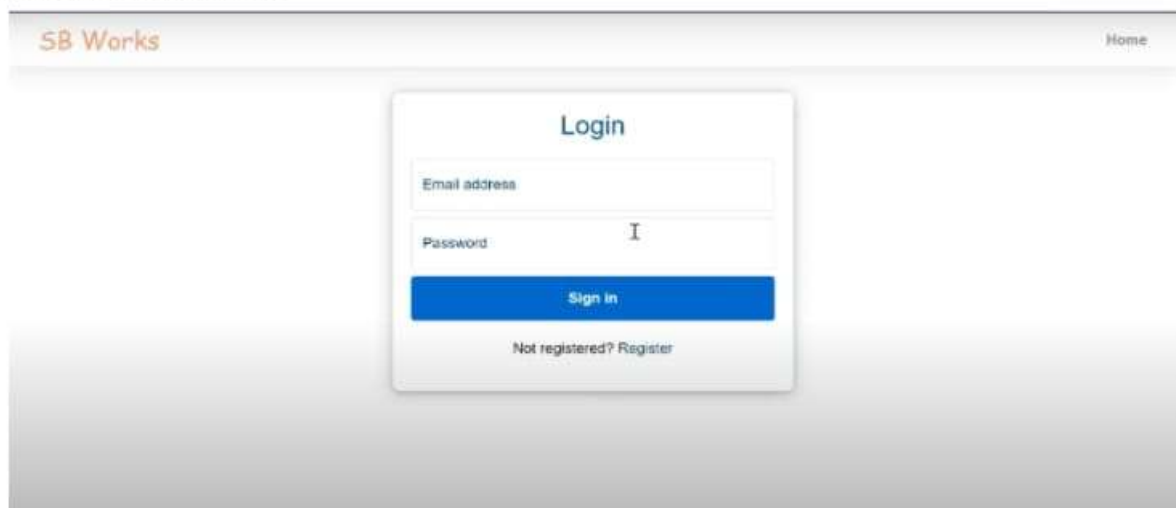 SB Works
Home
Login
Email address
Password
Sign in
Not registered? Register